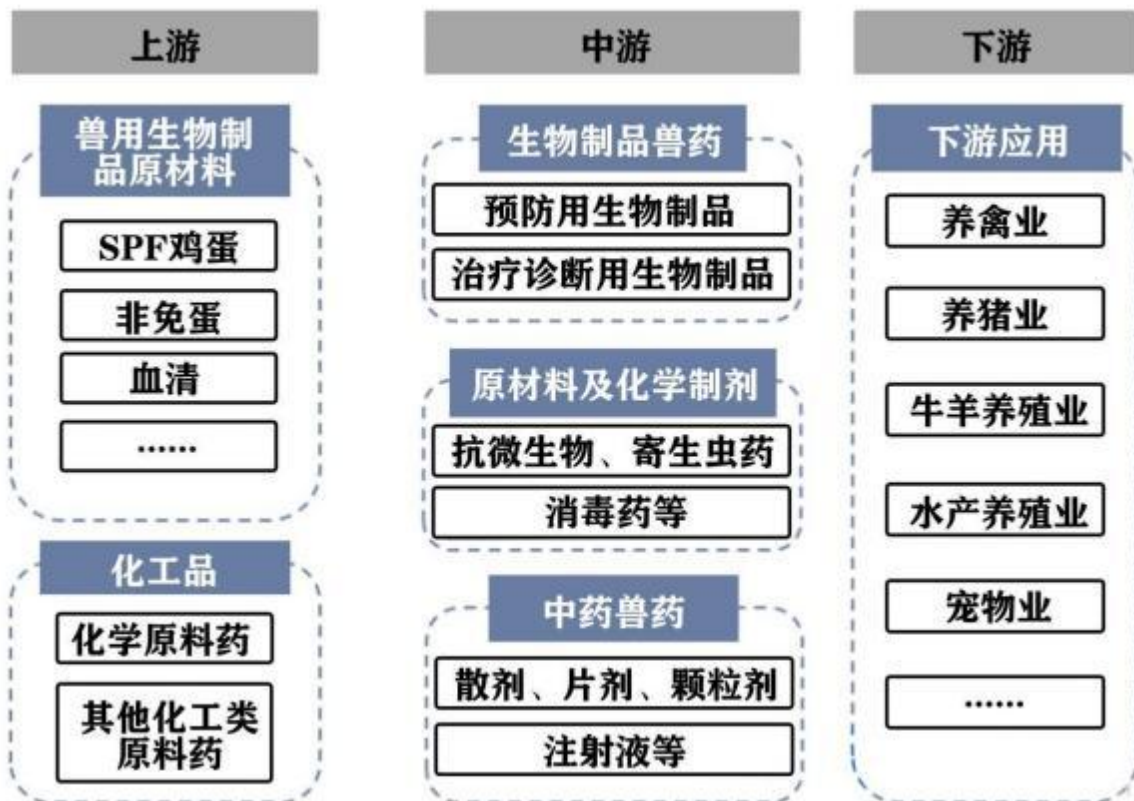 上游
兽用生物制
品原材料
SPF鸡蛋
非免蛋
血清
......
化工品
化学原料药
其他化工类
原料药
中游
生物制品兽药
预防用生物制品
治疗诊断用生物制品
原材料及化学制剂
抗微生物、寄生虫药
消毒药等
中药兽药
散剂、片剂、颗粒剂
注射液等
下游
下游应用
养禽业
养猪业
牛羊养殖业
水产养殖业
宠物业
......